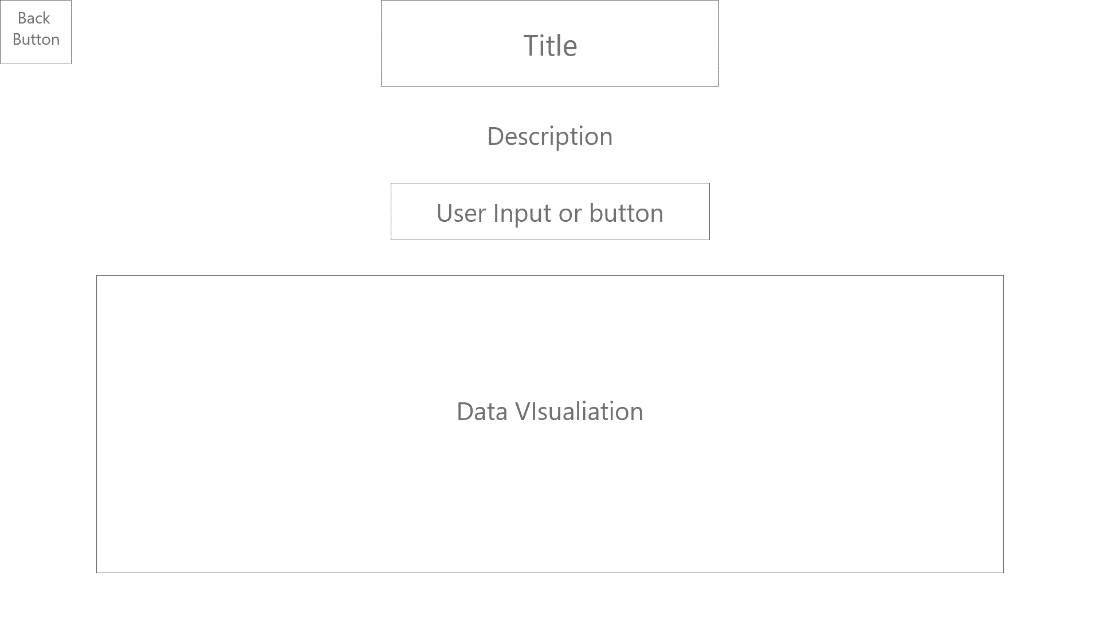 Back
Button
Title
Description
User Input or button
Data VIsualiation